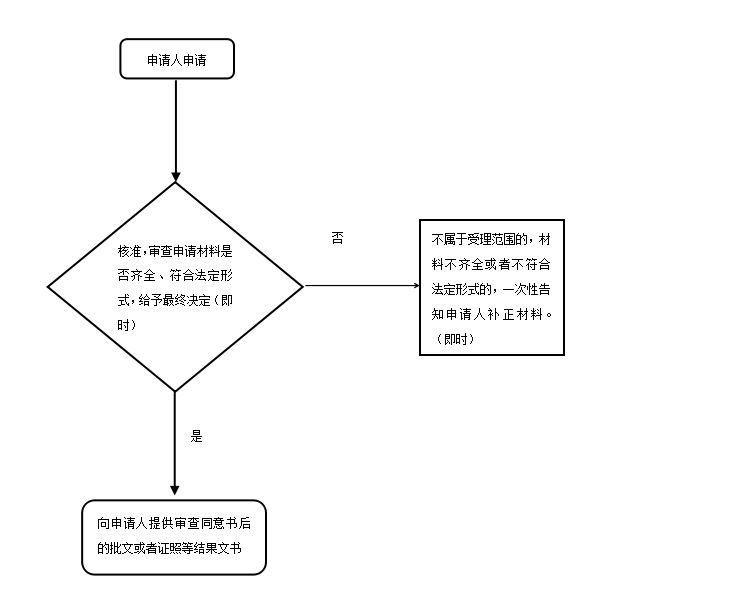 申请人申请
核准,审查申请材料是
否齐全、符合法定形
式,给予最终决定(即
时)
否
不属于受理范围的,材
料不齐全或者不符合
法定形式的,一次性告
知申请人补正材料。
(即时)
是
向申请人提供审查同意书后
的批文或者证照等结果文书